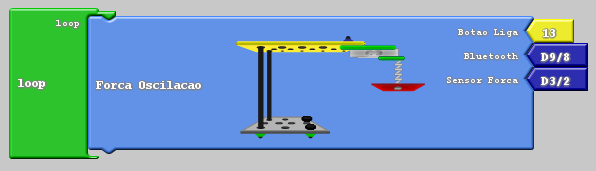 loop
loop
Forca Oscilacao
Botao Liga
13
Bluetooth
D9/8
Sensor Forca
D3/2